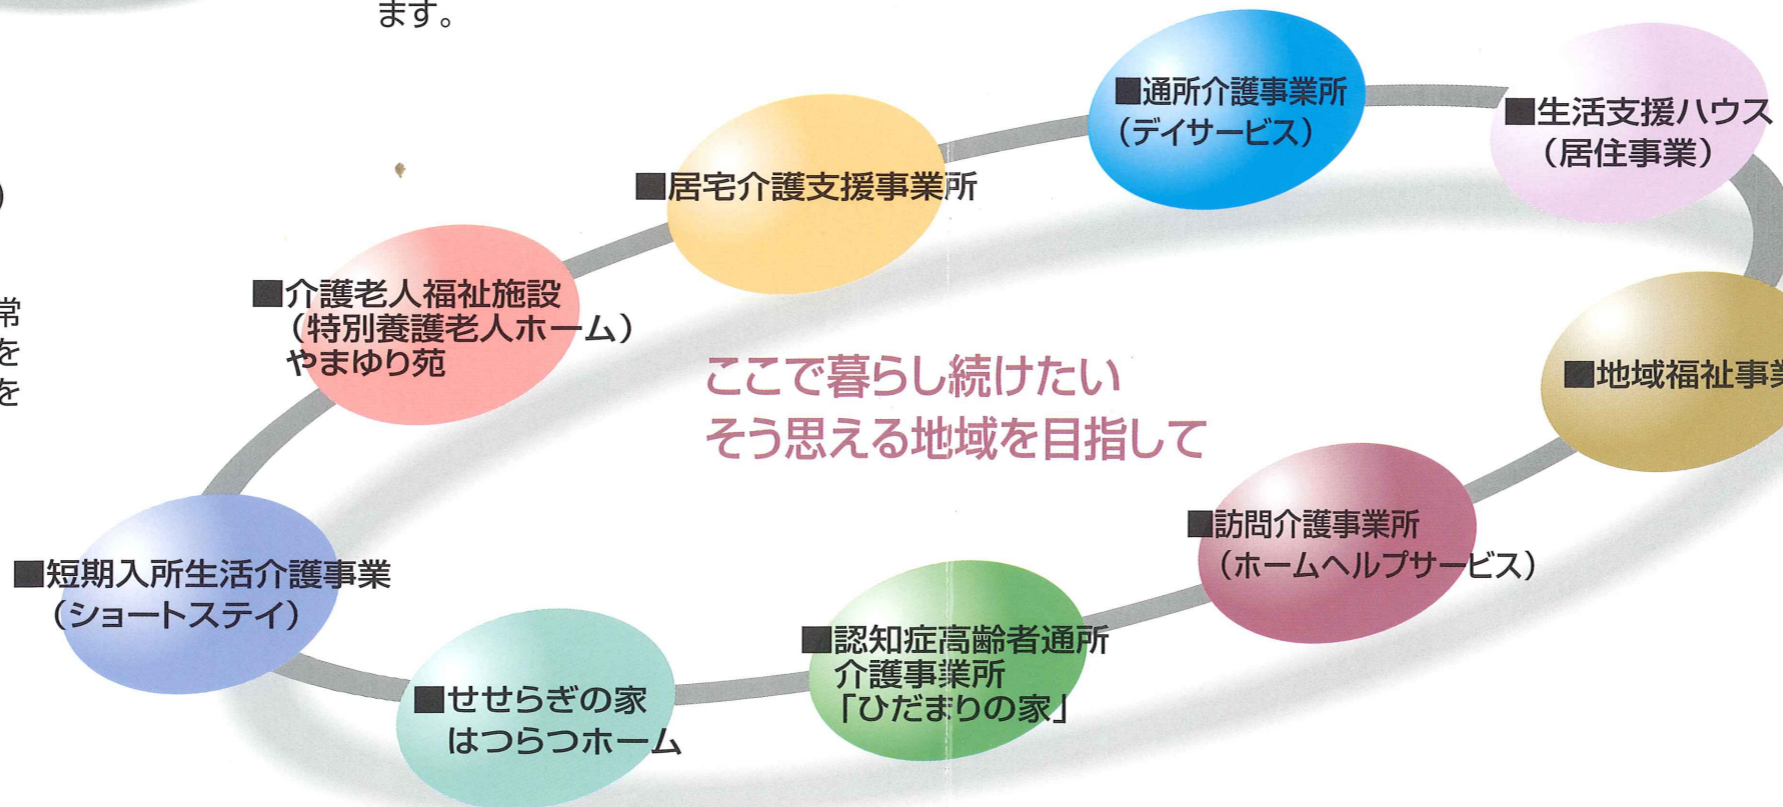 ます。
)
常
を
を
■通所介護事業所
(デイサービス)
■生活支援ハウス
(居住事業)
■居宅介護支援事業所
■介護老人福祉施設
(特別養護老人ホーム)
やまゆり苑
ここで暮らし続けたい
そう思える地域を目指して
■地域福祉事業
■訪問介護事業所
(ホームヘルプサービス)
■短期入所生活介護事業
(ショートステイ)
■認知症高齢者通所
介護事業所
「ひだまりの家」
■せせらぎの家
はつらつホーム